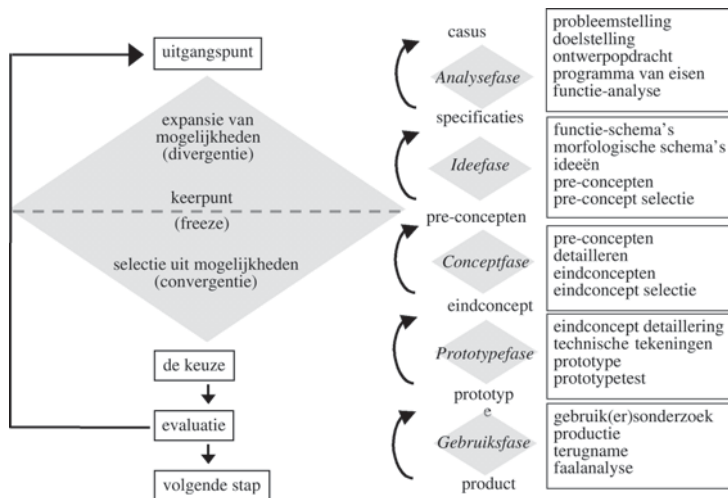 uitgangspunt
expansie van
mogelijkheden
(divergentie)
keerpunt
(freeze)
selectie uit mogelijkheden
(convergentie)
de keuze
evaluatie
volgende stap
casus
Analysefase
specificaties
Ideefase
pre-concepten
Conceptfase
eindconcept
Prototypefase
prototyp
e
Gebruiksfase
product
probleemstelling
doelstelling
ontwerpopdracht
programma van eisen
functie-analyse
functie-schema's
morfologische schema's
ideeën
pre-concepten
pre-concept selectie
pre-concepten
detailleren
eindconcepten
eindconcept selectie
eindconcept detaillering
technische tekeningen
prototype
prototypetest
gebruik(er)sonderzoek
productie
terugname
faalanalyse